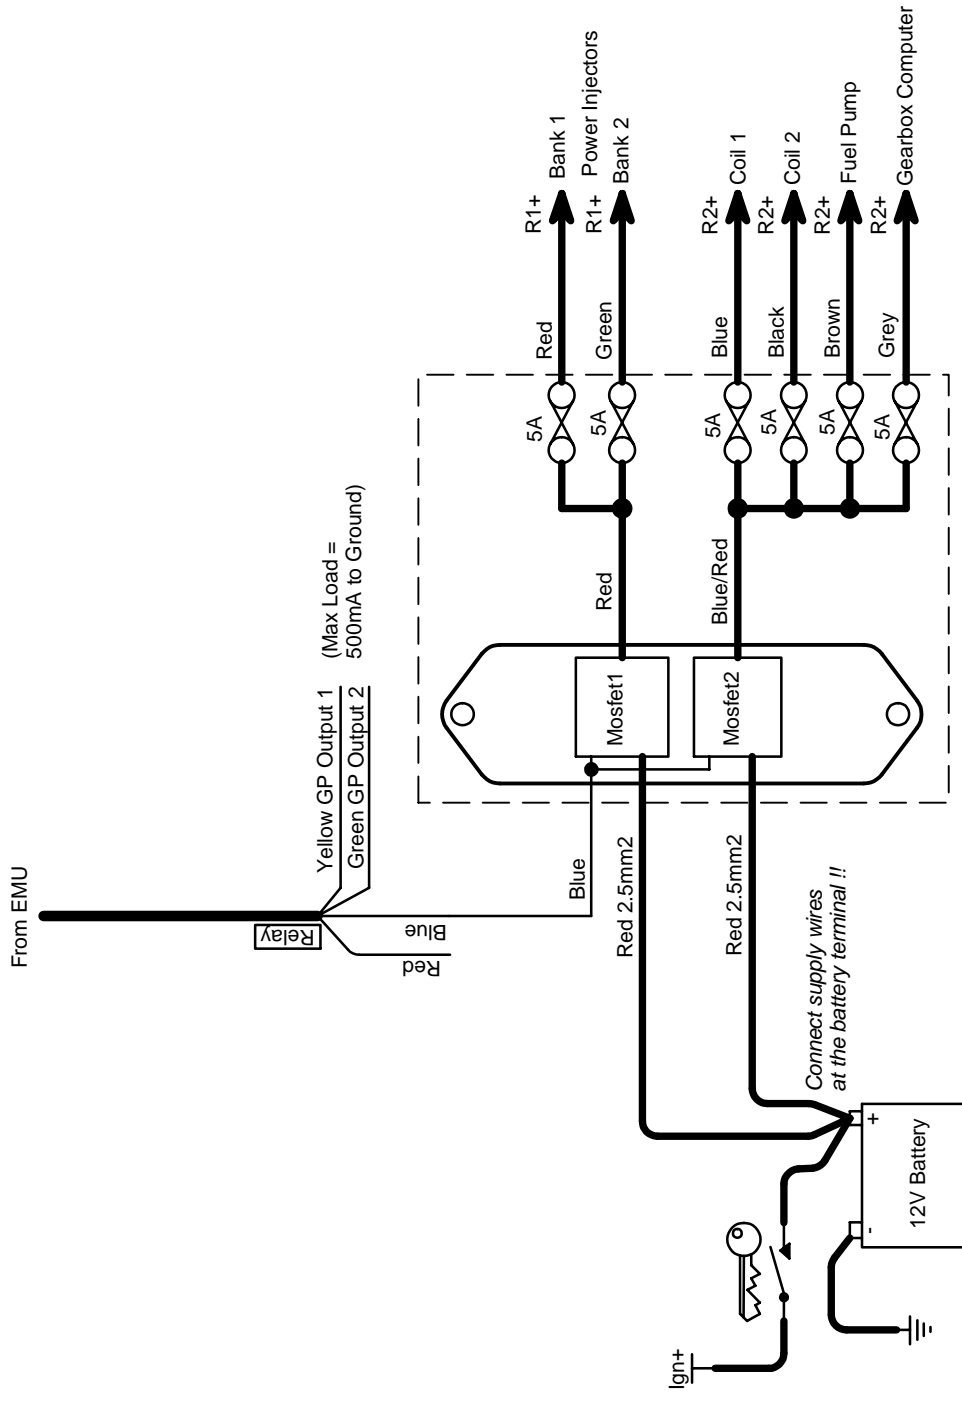 From EMU
Relay
Yellow GP Output 1
Green GP Output 2
(Max Load =
500mA to Ground)
Blue
Red
Blue
Red 2.5mm2
Red 2.5mm2
Mosfet1
Mosfet2
Red
Blue/Red
5A
5A
5A
5A
5A
5A
Red
Green
Blue
Black
Brown
Grey
R1+
R1+
R2+
R2+
R2+
R2+
Bank 1
Power Injectors
Bank 2
Coil 1
Coil 2
Fuel Pump
Gearbox Computer
Connect supply wires
at the battery terminal !!
Ign+
-
+
12V Battery